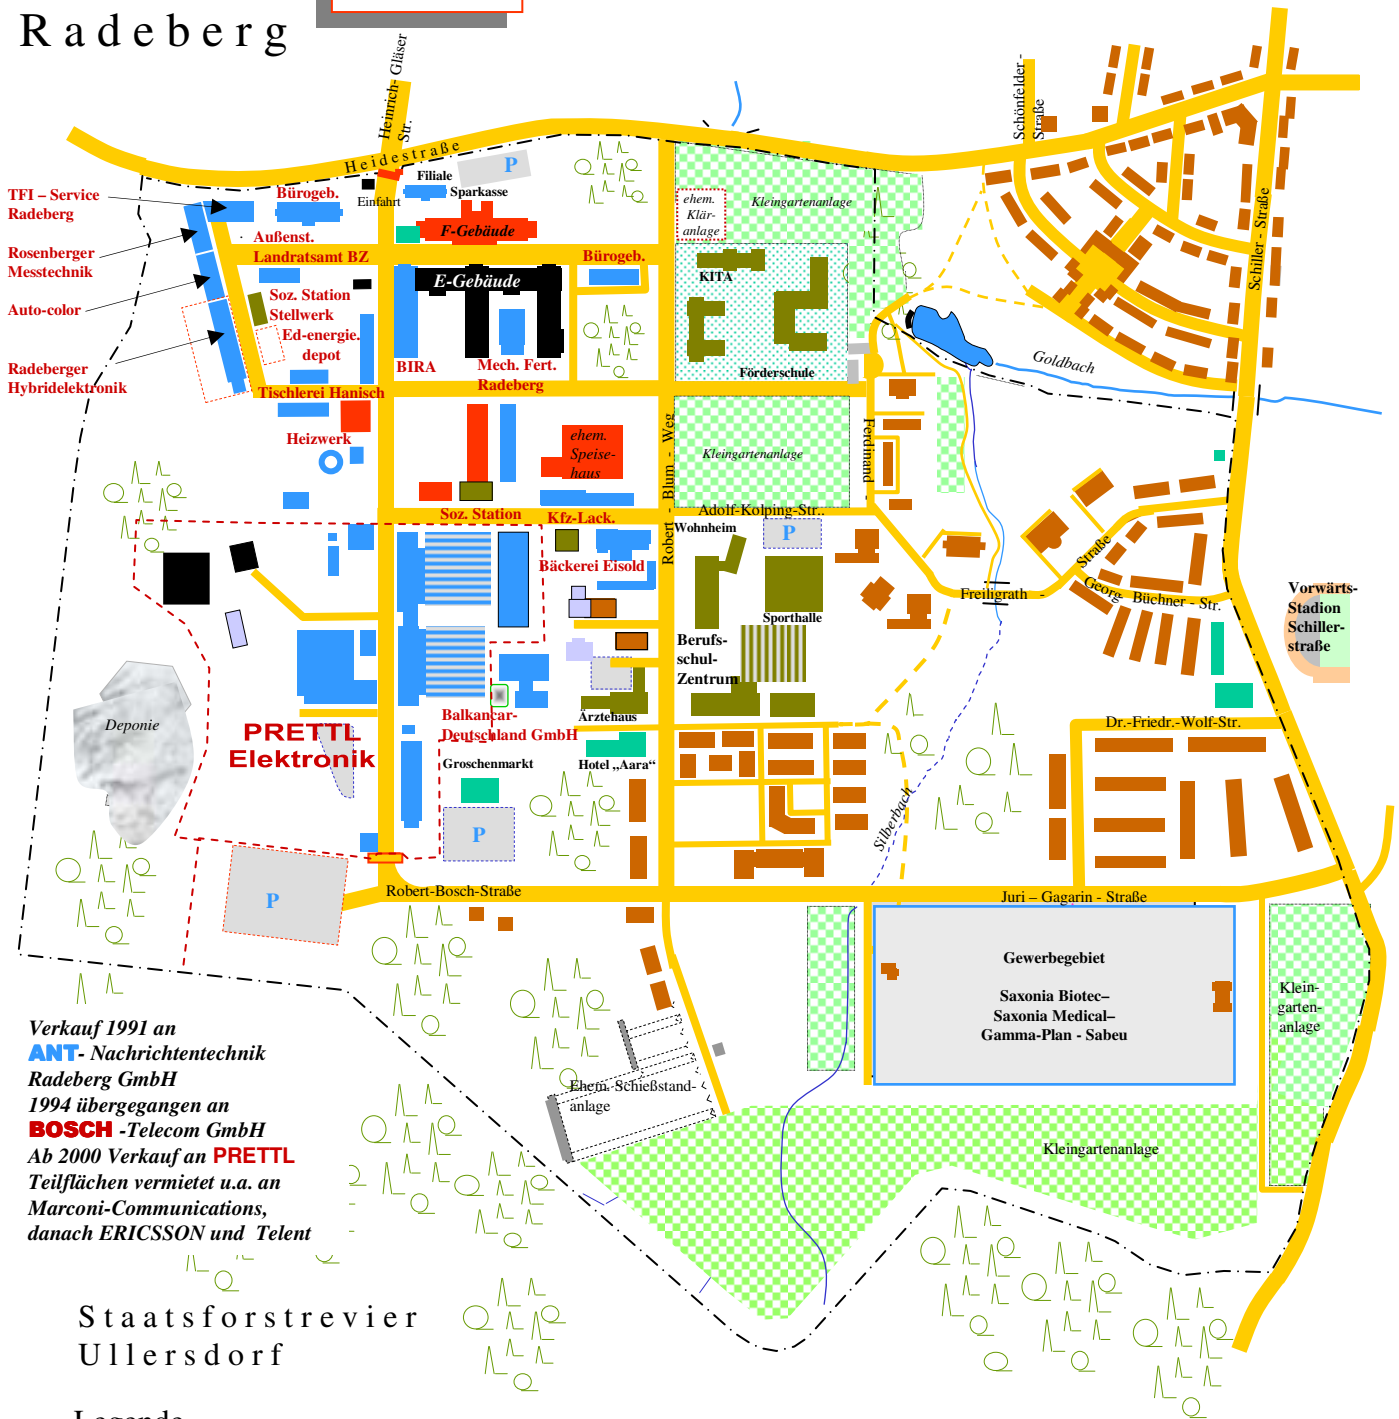 Radeberg
Heinrich- Gläser
Str.
Schönfelder -
Straße
Heidestraße
P
Filiale
Sparkasse
Einfahrt
TFI – Service
Radeberg
Bürogeb.
F-Gebäude
ehem.
Klär-
anlage
Kleingartenanlage
Schiller - Straße
Rosenberger
Messtechnik
Außenst.
Landratsamt BZ
Bürogeb.
KITA
E-Gebäude
Auto-color
Soz. Station
Stellwerk
Ed-energie.
depot
Goldbach
Radeberger
Hybridelektronik
BIRA
Mech. Fert.
Radeberg
Förderschule
Tischlerei Hanisch
Heizwerk
ehem.
Speise-
haus
Robert - Blum - Weg
Kleingartenanlage
Ferdinand -
Soz. Station
Kfz-Lack.
Adolf-Kolping-Str..
Wohnheim
P
Bäckerei Eisold
Freiligrath -
Straße
Georg- Büchner - Str.
Vorwärts-
Stadion
Schiller-
straße
Sporthalle
Berufs-
schul-
Zentrum
Deponie
PRETTL
Elektronik
Balkancar-
Deutschland GmbH
Ärztehaus
Dr.-Friedr.-Wolf-Str.
Groschenmarkt
Hotel „Aara“
Silberbach
P
P
Robert-Bosch-Straße
Juri – Gagarin - Straße
Gewerbegebiet
Saxonia Biotec–
Saxonia Medical–
Gamma-Plan - Sabeu
Klein-
garten-
anlage
Verkauf 1991 an
ANT- Nachrichtentechnik
Radeberg GmbH
1994 übergegangen an
BOSCH -Telecom GmbH
Ab 2000 Verkauf an PRETTL
Teilflächen vermietet u.a. an
Marconi-Communications,
danach ERICSSON und Telent
Ehem. Schießstand-
anlage
Kleingartenanlage
Staatsforstrevier
Ullersdorf
Legende